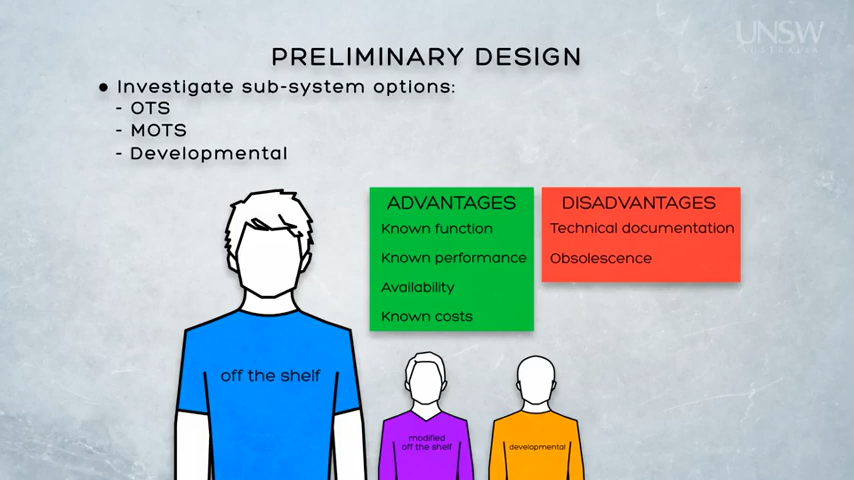 UNSW
AUSTRALIA
PRELIMINARY DESIGN
● Investigate sub-system options:
- OTS
- MOTS
- Developmental
ADVANTAGES
Known function
Known performance
Availability
Known costs
DISADVANTAGES
Technical documentation
Obsolescence
off the shelf
modified
off the shelf
developmental